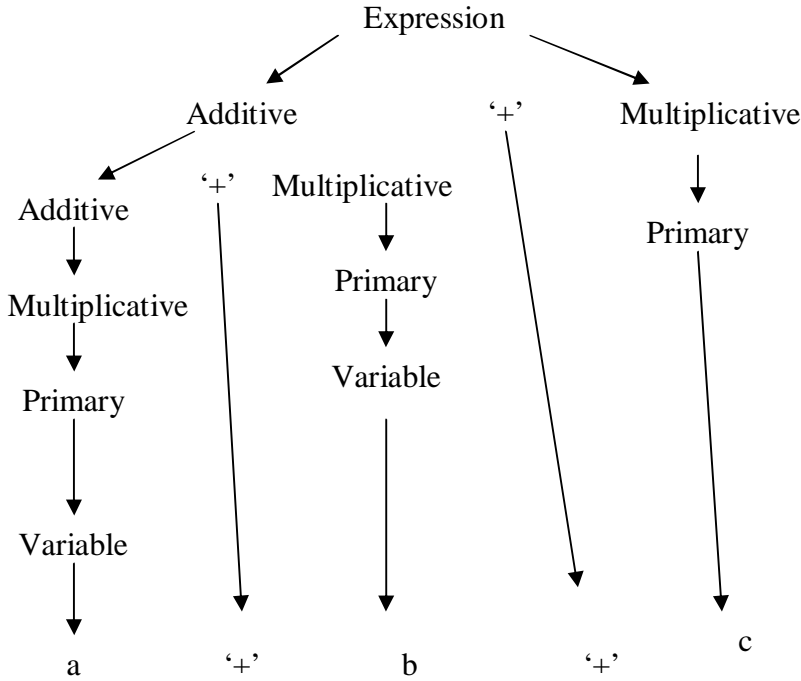 Expression
Additive ‘+’ Multiplicative
Additive ‘+’ Multiplicative
Primary
Primary
Multiplicative
Variable
Primary
Variable
a ‘+’ b ‘+’ c